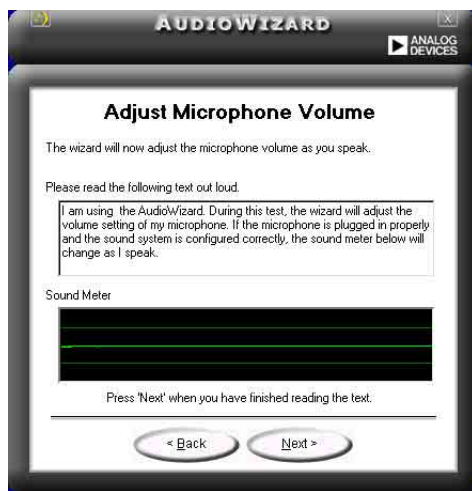 AUDIOWIZARD
X
ANALOG
DEVICES
Adjust Microphone Volume
The wizard will now adjust the microphone volume as you speak.
Please read the following text out loud.
I am using  the AudioWizard. During this test, the wizard will adjust the
volume setting of my microphone. If the microphone is plugged in properly
and the sound system is configured correctly, the sound meter below will
change as I speak.
Sound Meter
Press 'Next' when you have finished reading the text.
< Back
Next >